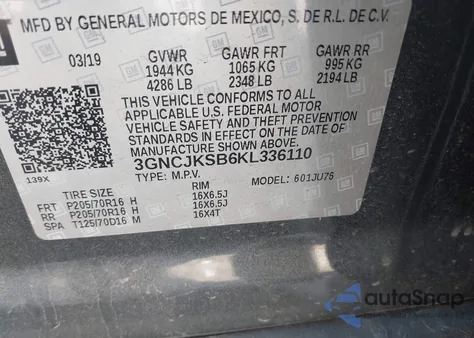 GM
MFD BY GENERAL MOTORS DE MEXICO, S. DE R.L. DE C.V.
03/19 GVWR GAWR FRT GAWR RR
1944 KG 1065 KG 995 KG
4286 LB 2348 LB 2194 LB
THIS VEHICLE CONFORMS TO ALL
APPLICABLE U.S. FEDERAL MOTOR
VEHICLE SAFETY AND THEFT PREVENTION
STANDARDS IN EFFECT ON THE DATE OF
MANUFACTURE SHOWN ABOVE.
139X 3GNCJKSB6KL336110
TYPE: M.P.V. MODEL: 601JU76
TIRE SIZE RIM
FRT P205/70R16 H 16X6.5J
RR P205/70R16 H 16X6.5J
SPA T125/70D16 M 16X4T
autoSnap